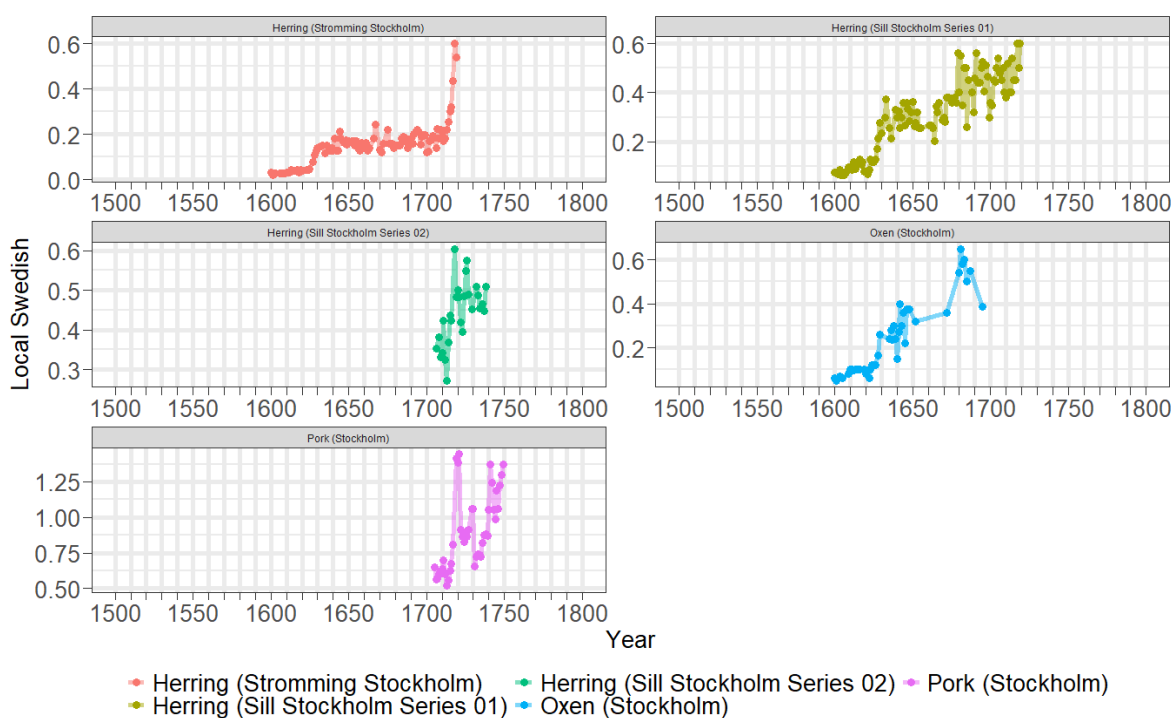 Herring (Stromming Stockholm)
Herring (Sill Stockholm Series 01)
0.6
0.4
0.2
0.0
1500 1550 1600 1650 1700 1750 1800
0.6
0.4
0.2
1500 1550 1600 1650 1700 1750 1800
Herring (Sill Stockholm Series 02)
Oxen (Stockholm)
0.6
0.5
0.4
0.3
1500 1550 1600 1650 1700 1750 1800
0.6
0.4
0.2
1500 1550 1600 1650 1700 1750 1800
Pork (Stockholm)
1.25
1.00
0.75
0.50
1500 1550 1600 1650 1700 1750 1800
Local Swedish
Year
Herring (Stromming Stockholm)
Herring (Sill Stockholm Series 02)
Pork (Stockholm)
Herring (Sill Stockholm Series 01)
Oxen (Stockholm)